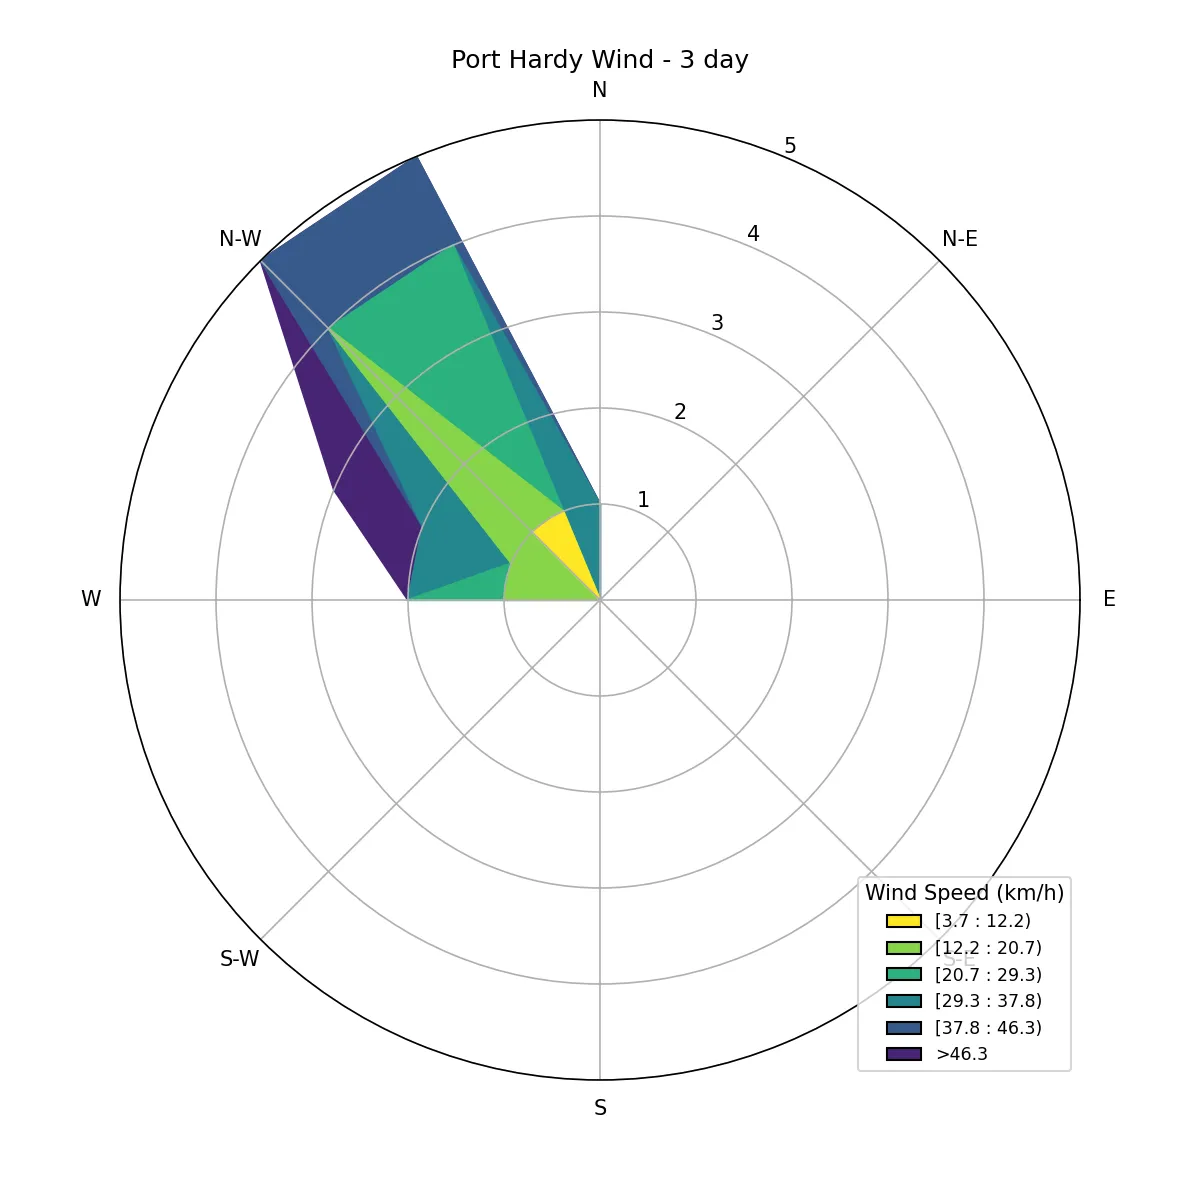 Port Hardy Wind - 3 day
N
5
4
N-W
N-E
3
2
1
W
E
Wind Speed (km/h)
[3.7 : 12.2)
[12.2 : 20.7)
S-W
S-E
[20.7 : 29.3)
[29.3 : 37.8)
[37.8 : 46.3)
>46.3
S